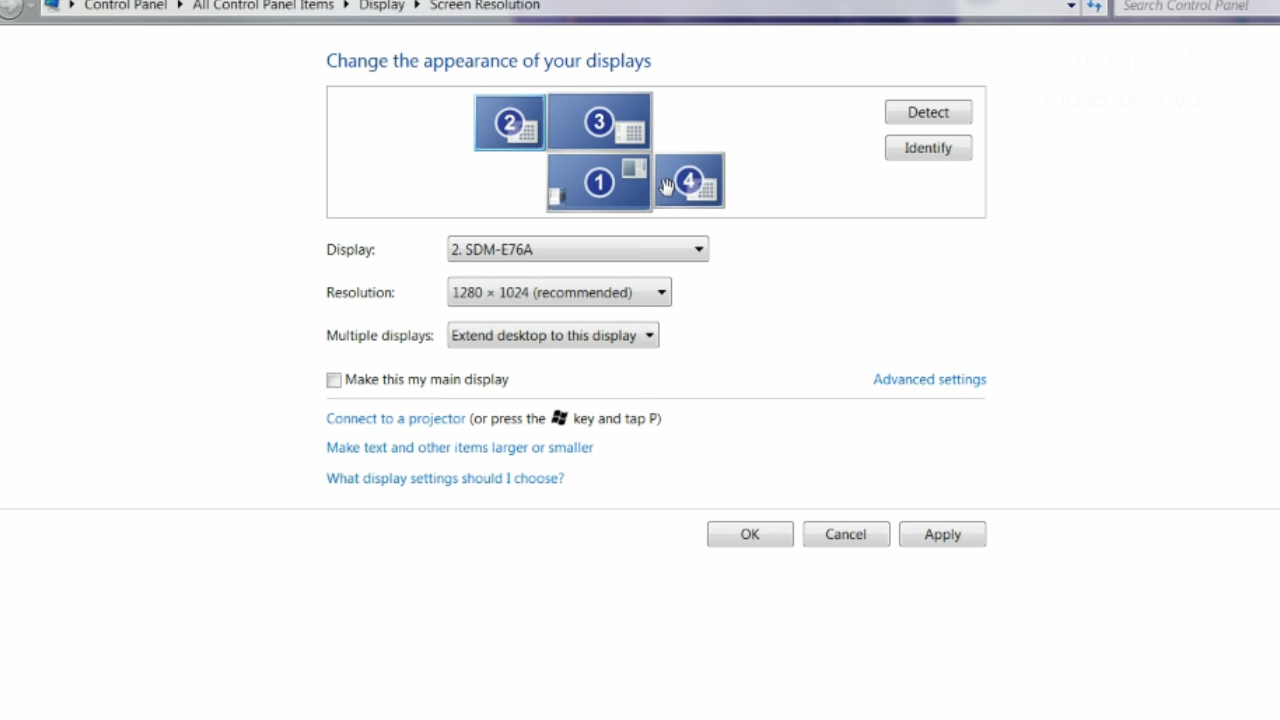 Control Panel All Control Panel Items Display Screen Resolution Search Control Panel
Change the appearance of your displays
2 3
1 4
Detect
Identify
Display: 2. SDM-E76A
Resolution: 1280 × 1024 (recommended)
Multiple displays: Extend desktop to this display
Make this my main display Advanced settings
Connect to a projector (or press the key and tap P)
Make text and other items larger or smaller
What display settings should I choose?
OK Cancel Apply